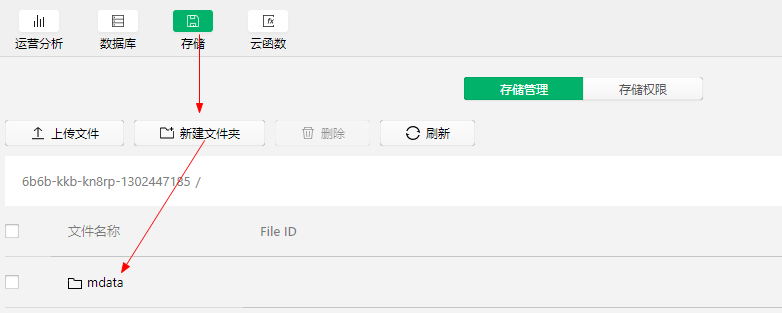 运营分析 数据库 存储 云函数
存储管理 存储权限
上传文件 新建文件夹 删除 刷新
6b6b-kkb-kn8rp-1302447185 /
文件名称 File ID
mdata